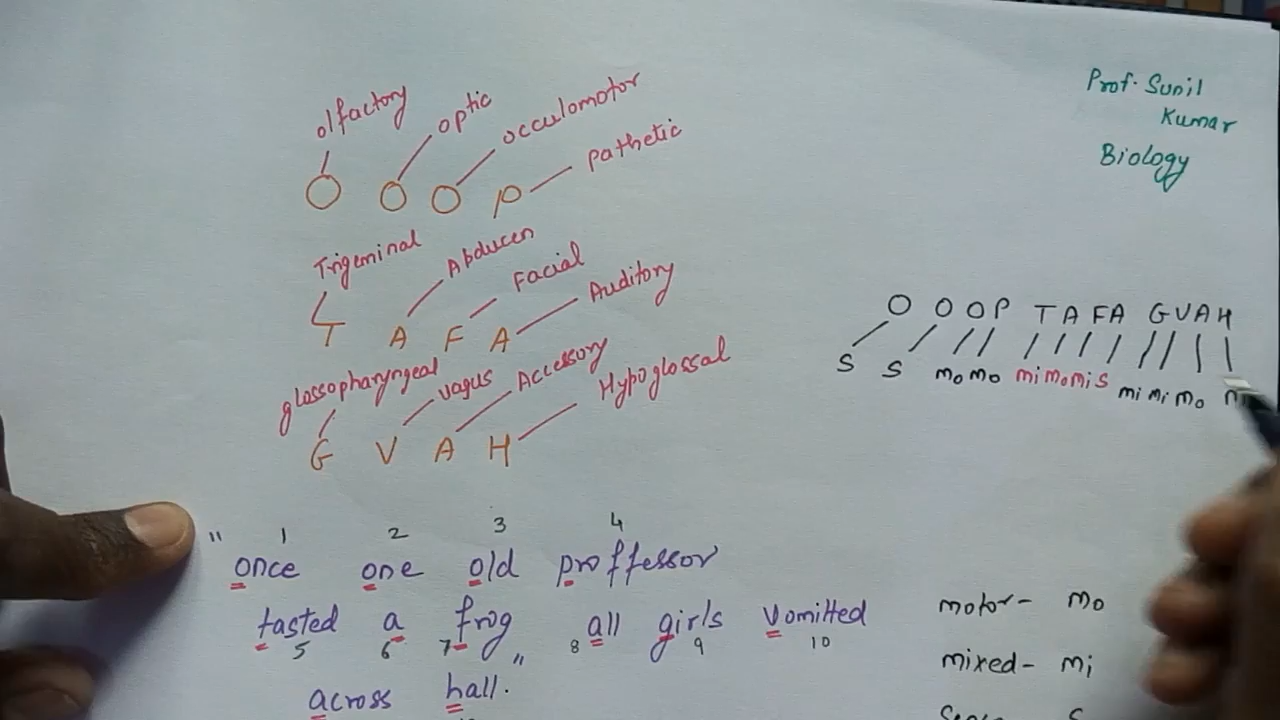 olfactory optic occulomotor pathetic
O O O P
Trigeminal Abducen Facial Auditory
T A F A
glossopharyngeal vagus Accessory Hypoglossal
G V A H
" 1 2 3 4
once one old proffessor
tasted a frog " all girls vomitted
5 6 7 8 9 10
across hall.
Prof. Sunil
Kumar
Biology
O O O P T A F A G V A H
S S Mo Mo mi mo mi S mi mi Mo
motor - Mo
mixed - Mi